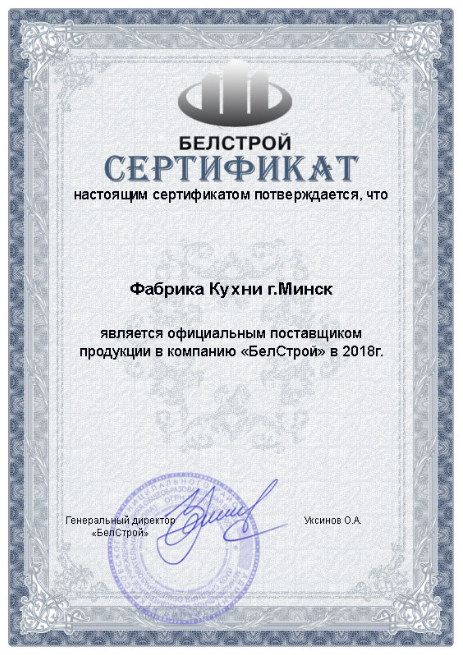 БЕЛСТРОЙ
СЕРТИФИКАТ
настоящим сертификатом потверждается, что
Фабрика Кухни г.Минск
является официальным поставщиком
продукции в компанию «БелСтрой» в 2018г.
Генеральный директор
«БелСтрой»
Уксинов О.А.